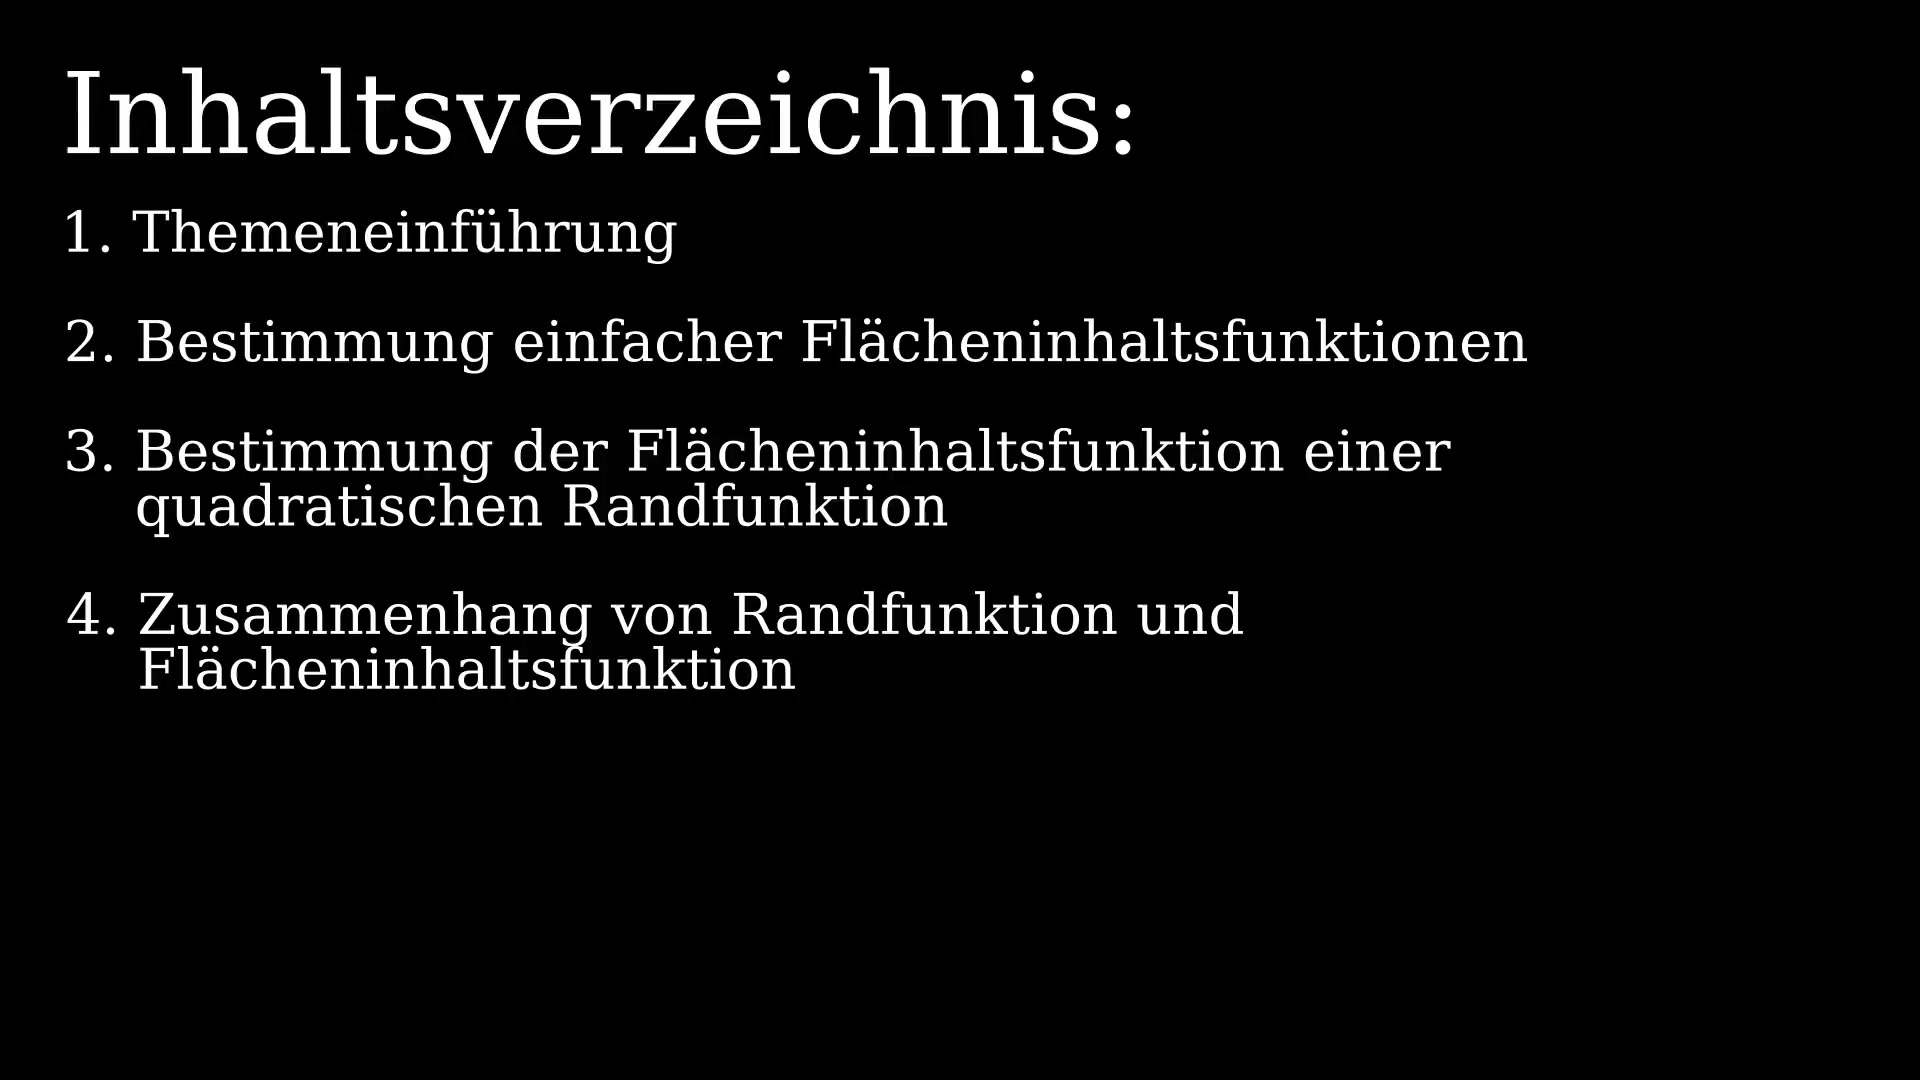 Inhaltsverzeichnis:
1. Themeneinführung
2. Bestimmung einfacher Flächeninhaltsfunktionen
3. Bestimmung der Flächeninhaltsfunktion einer
quadratischen Randfunktion
4. Zusammenhang von Randfunktion und
Flächeninhaltsfunktion